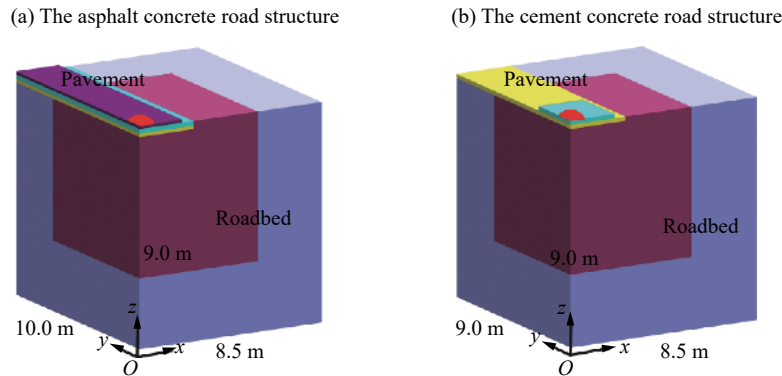 (a) The asphalt concrete road structure
Pavement
Roadbed
9.0 m
10.0 m
z
y
x
O
8.5 m
(b) The cement concrete road structure
Pavement
Roadbed
9.0 m
9.0 m
z
y
x
O
8.5 m